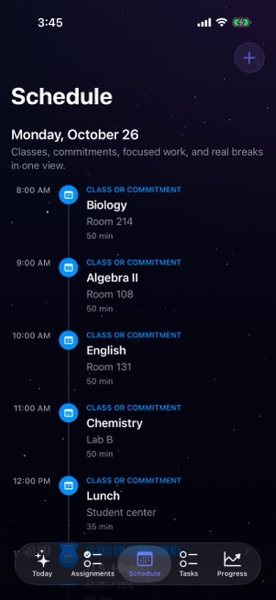 3:45
Schedule
Monday, October 26
Classes, commitments, focused work, and real breaks
in one view.
8:00 AM
CLASS OR COMMITMENT
Biology
Room 214
50 min
9:00 AM
CLASS OR COMMITMENT
Algebra II
Room 108
50 min
10:00 AM
CLASS OR COMMITMENT
English
Room 131
50 min
11:00 AM
CLASS OR COMMITMENT
Chemistry
Lab B
50 min
12:00 PM
CLASS OR COMMITMENT
Lunch
Student center
35 min
Today
Assignments
Schedule
Tasks
Progress